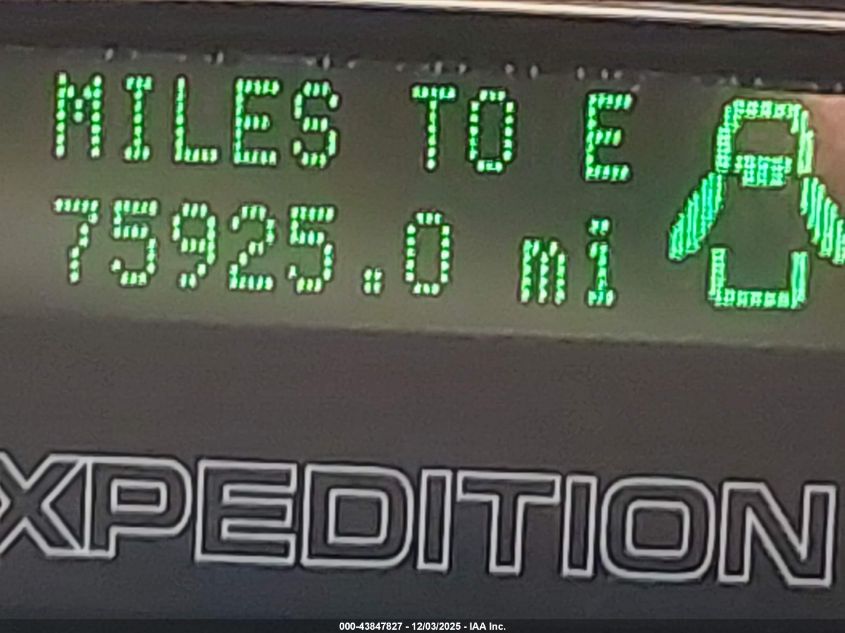 MILES TO E
75925.0 mi
XPEDITION
000-43847827 - 12/03/2025 - IAA Inc.